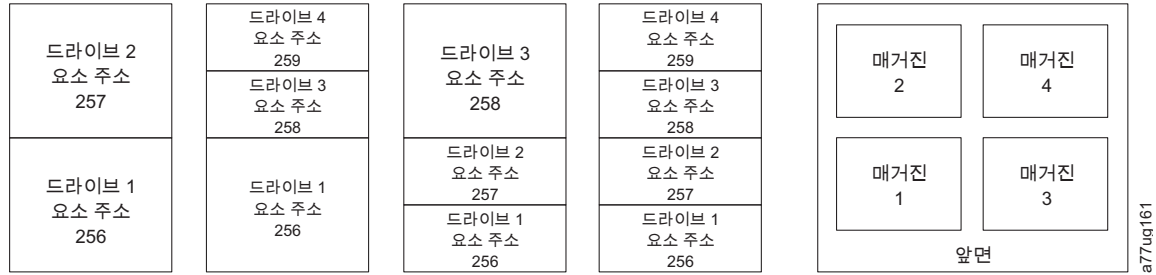 드라이브 2
요소 주소
257
드라이브 1
요소 주소
256
드라이브 4
요소 주소
259
드라이브 3
요소 주소
258
드라이브 1
요소 주소
256
드라이브 3
요소 주소
258
드라이브 2
요소 주소
257
드라이브 1
요소 주소
256
드라이브 4
요소 주소
259
드라이브 3
요소 주소
258
드라이브 2
요소 주소
257
드라이브 1
요소 주소
256
매거진
2
매거진
4
매거진
1
매거진
3
앞면
a77ug161